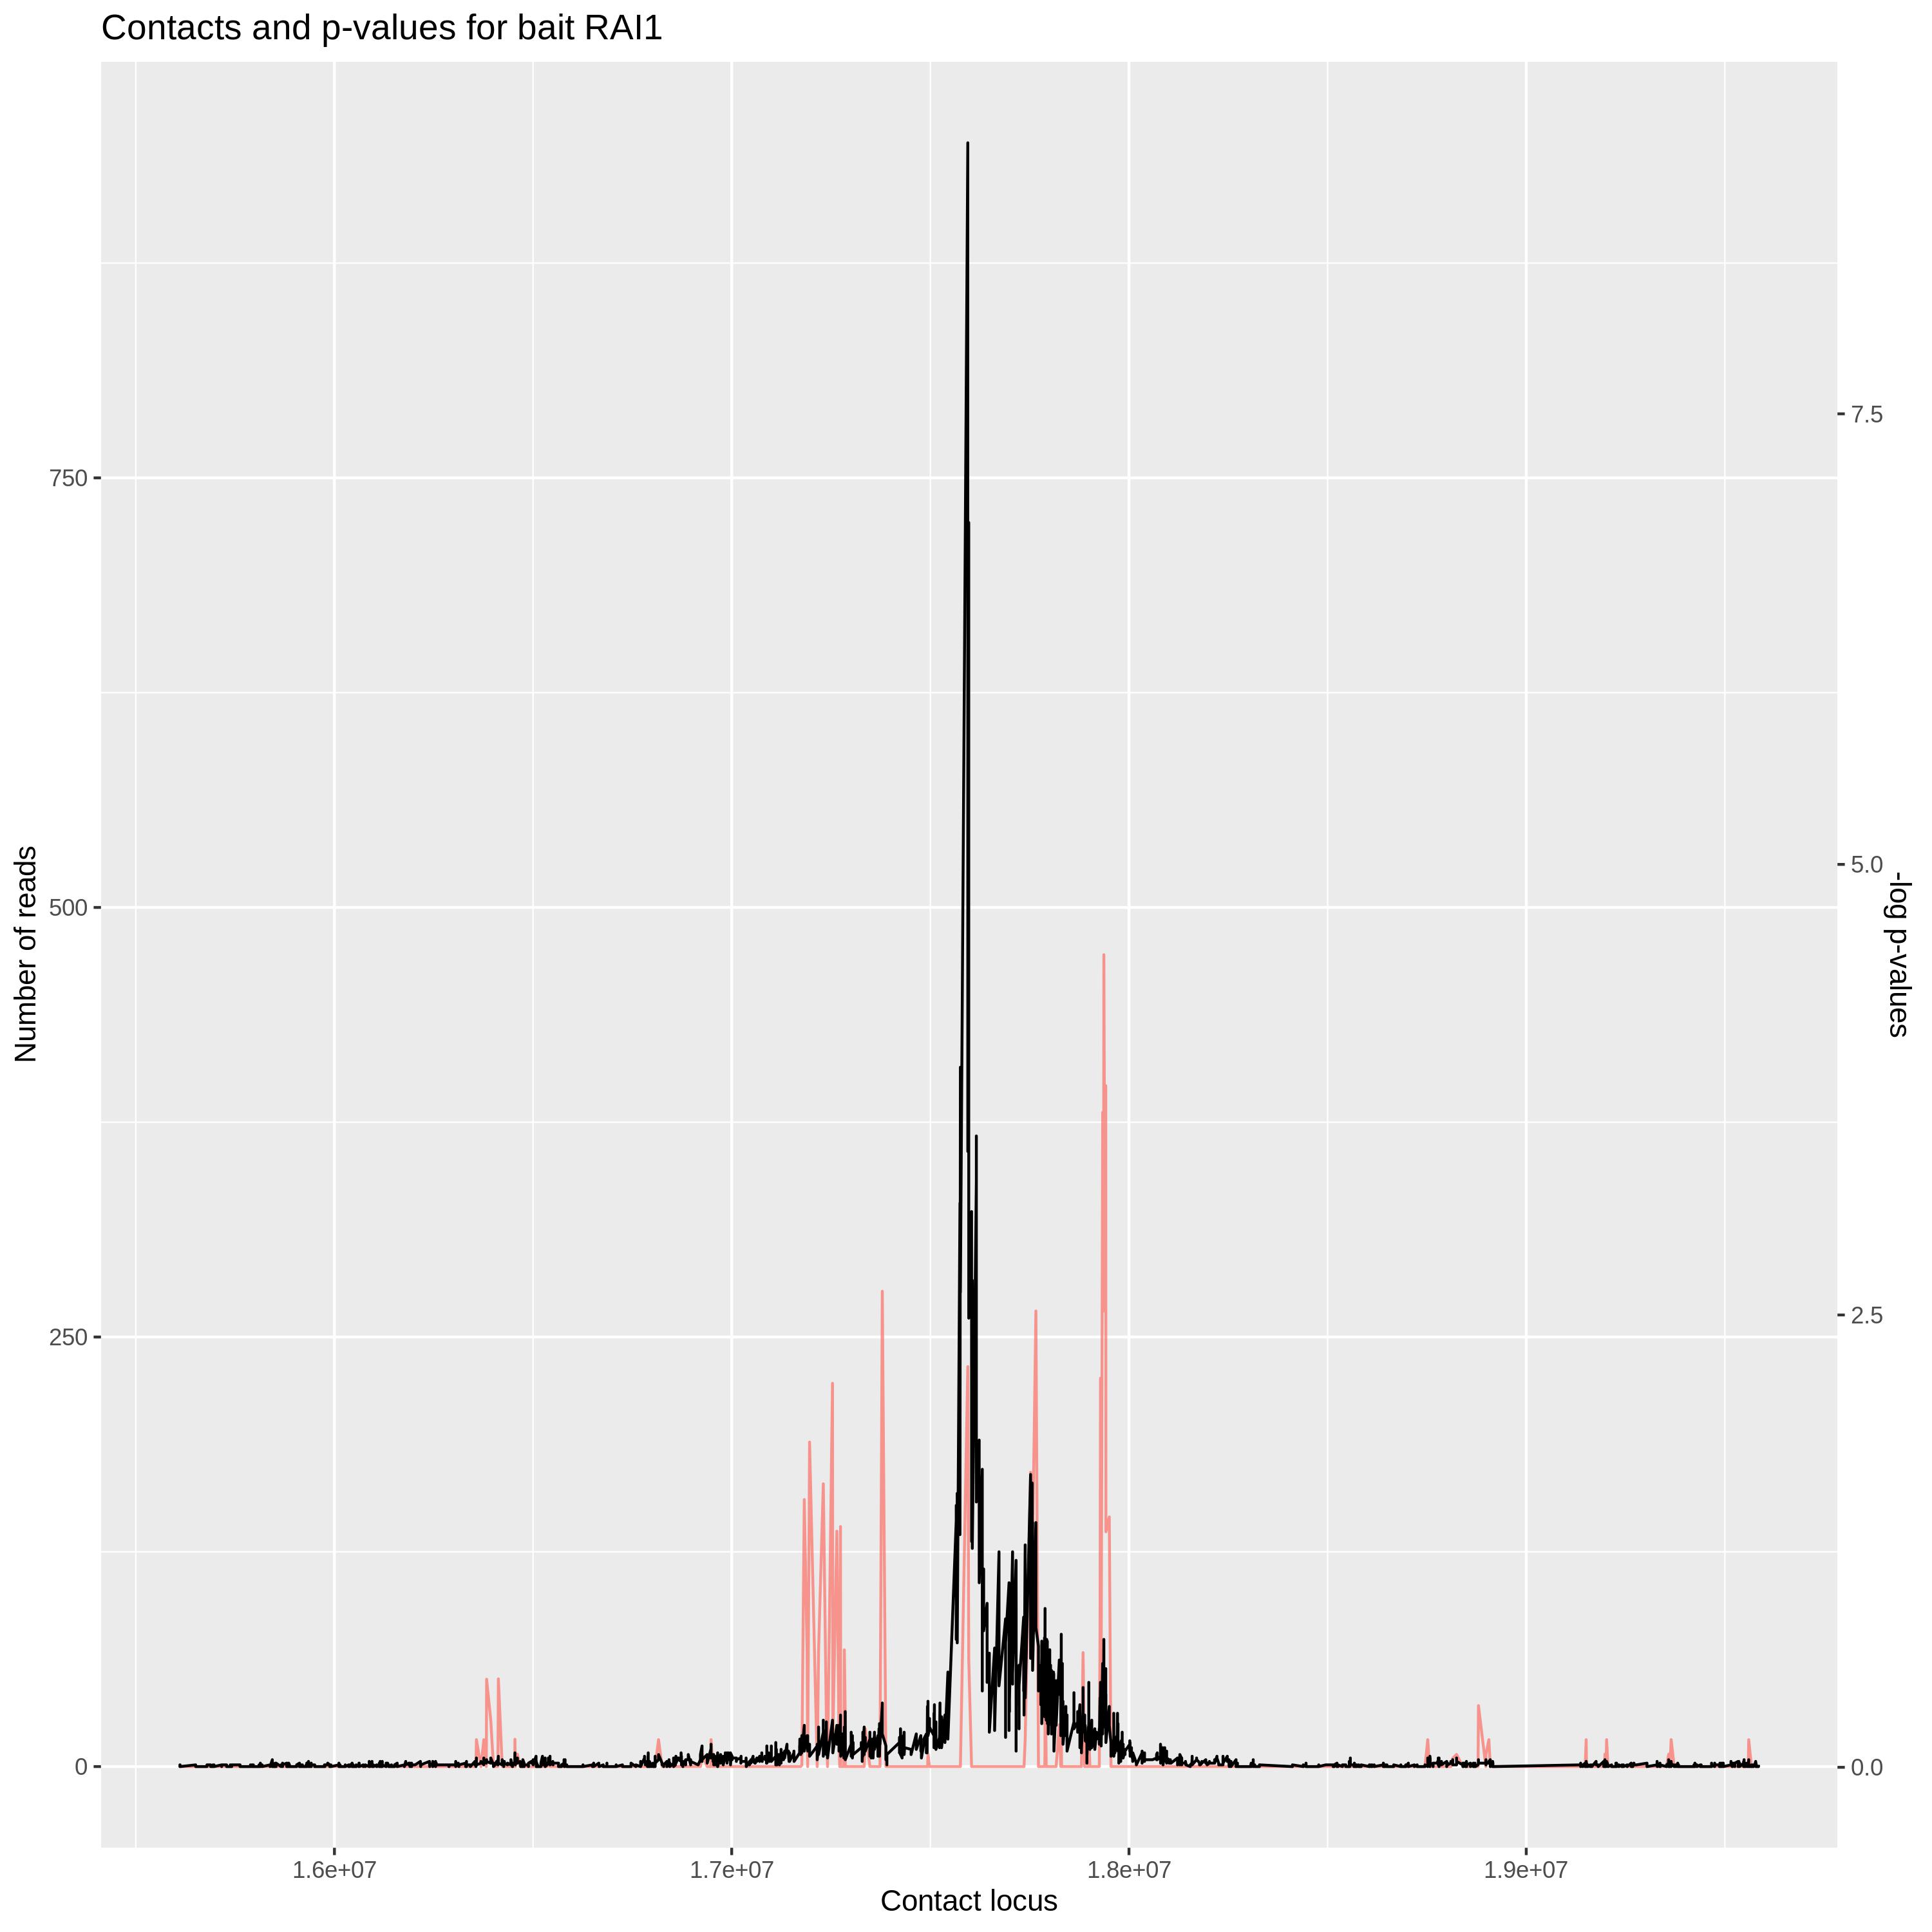 Contacts and p-values for bait RAI1
750
500
250
0
7.5
5.0
2.5
0.0
Number of reads
-log p-values
1.6e+07
1.7e+07
1.8e+07
1.9e+07
Contact locus